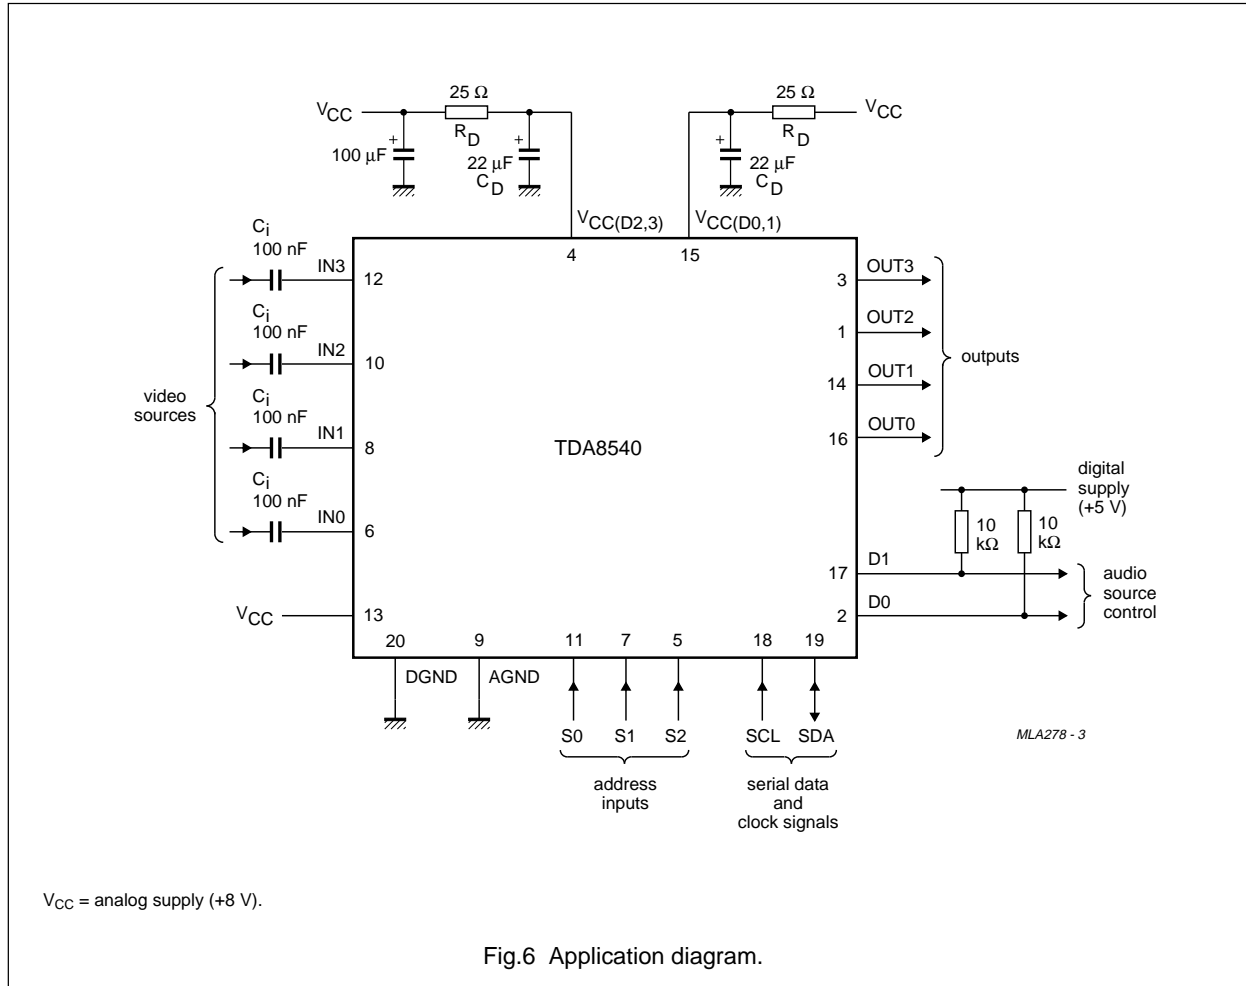 25 Ω
25 Ω
VCC
VCC
RD
RD
+
+
+
100 µF
22 µF
CD
22 µF
CD
VCC(D2,3)
VCC(D0,1)
4
15
Ci
100 nF
IN3
12
Ci
100 nF
IN2
10
Ci
100 nF
IN1
8
Ci
100 nF
IN0
6
video
sources
VCC
13
TDA8540
3
OUT3
1
OUT2
14
OUT1
16
OUT0
outputs
digital
supply
(+5 V)
10
kΩ
10
kΩ
17
D1
2
D0
audio
source
control
20
9
11
7
5
18
19
DGND
AGND
S0
S1
S2
SCL
SDA
address
inputs
serial data
and
clock signals
MLA278 - 3
VCC = analog supply (+8 V).
Fig.6 Application diagram.